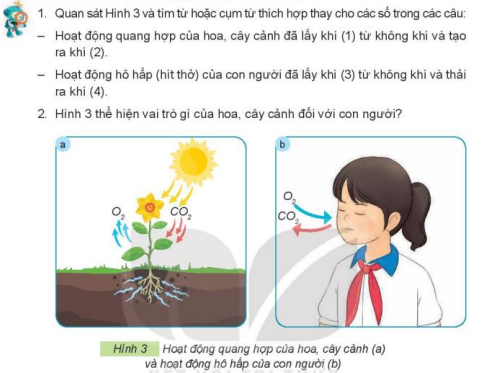 1. Quan sát Hình 3 và tìm từ hoặc cụm từ thích hợp thay cho các số trong các câu:
– Hoạt động quang hợp của hoa, cây cảnh đã lấy khí (1) từ không khí và tạo
ra khí (2).
– Hoạt động hô hấp (hít thở) của con người đã lấy khí (3) từ không khí và thải
ra khí (4).
2. Hình 3 thể hiện vai trò gì của hoa, cây cảnh đối với con người?
a
b
O₂
CO₂
O₂
CO₂
Hình 3 Hoạt động quang hợp của hoa, cây cảnh (a)
và hoạt động hô hấp của con người (b)